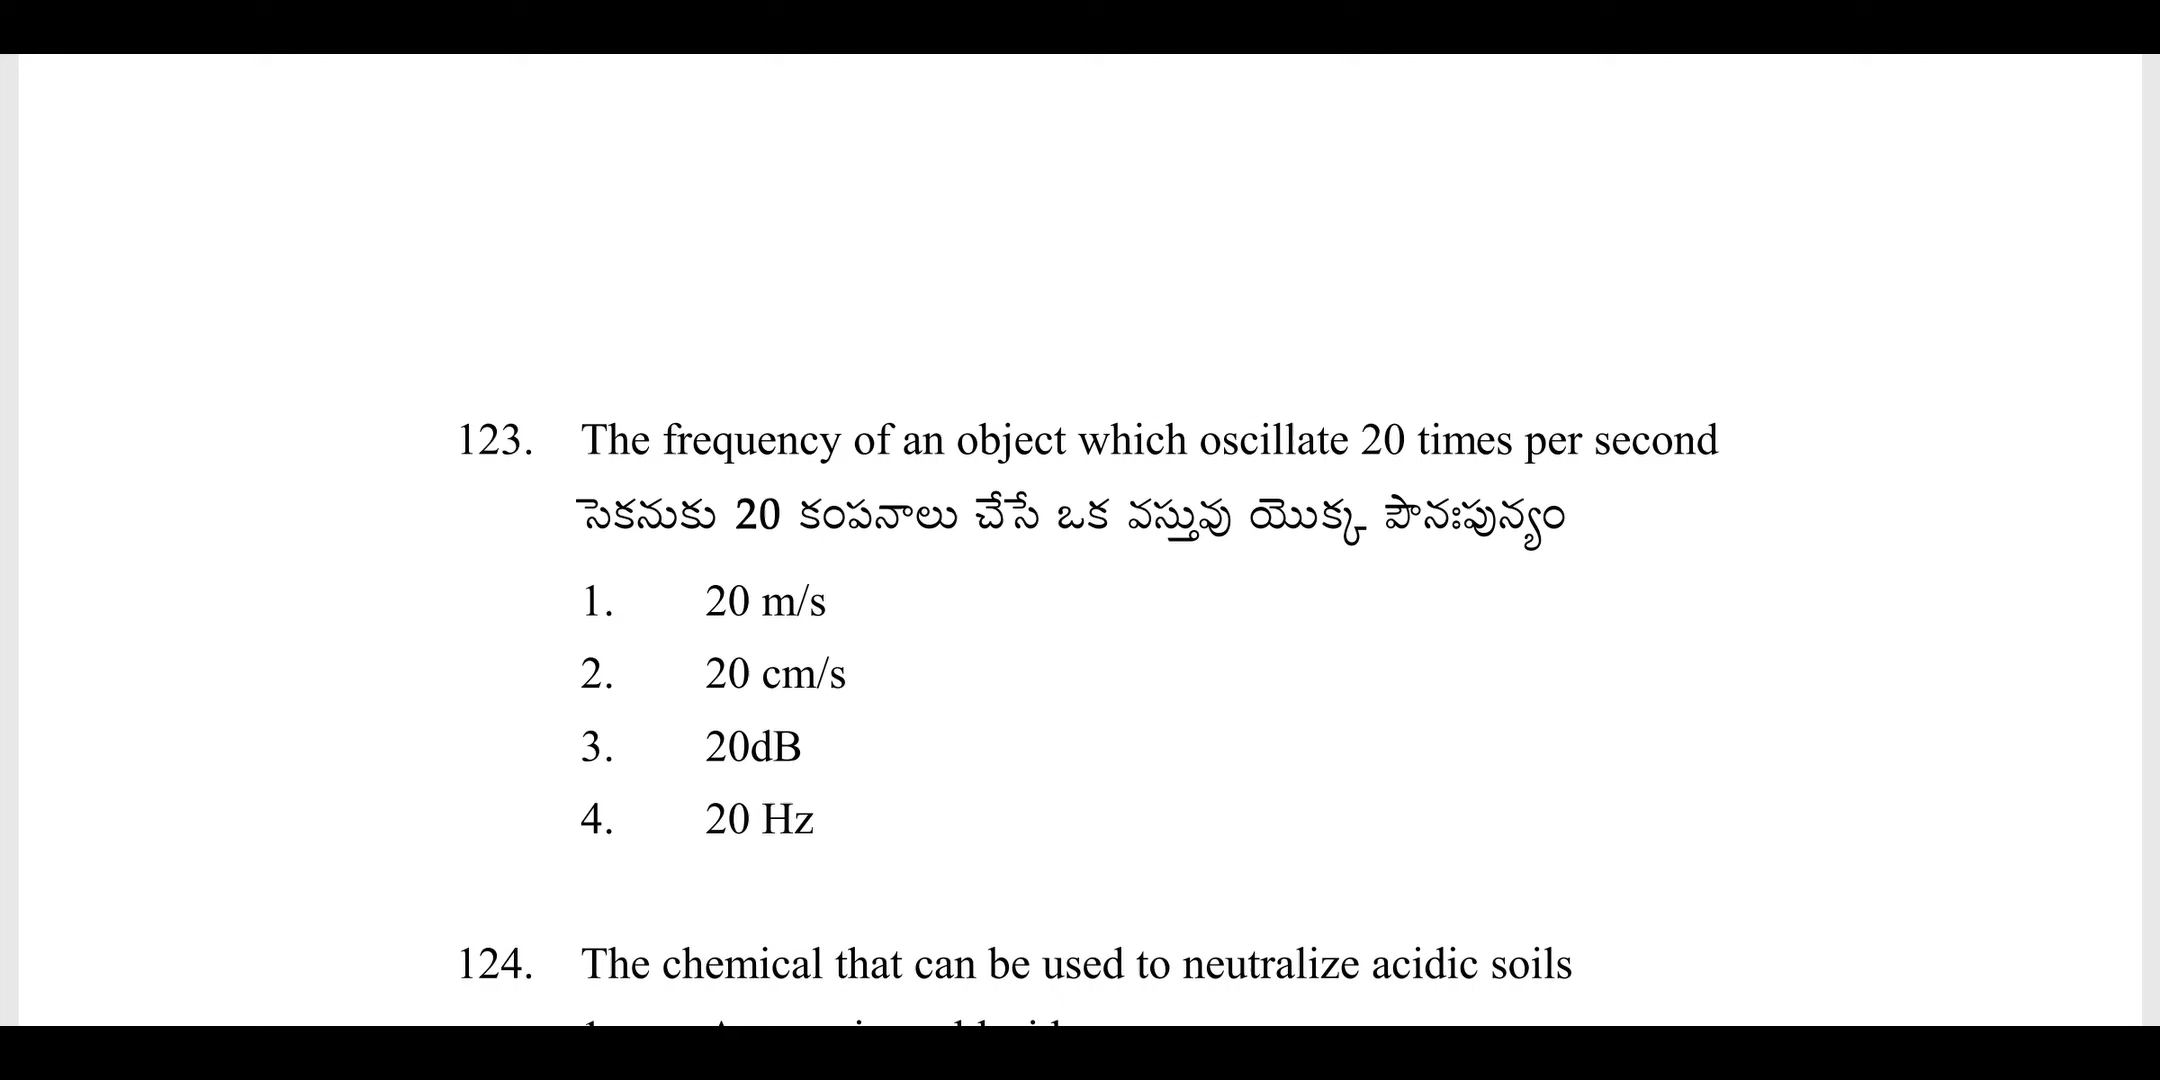 123. The frequency of an object which oscillate 20 times per second
సెకనుకు 20 కంపనాలు చేసే ఒక వస్తువు యొక్క పౌనఃపున్యం
1. 20 m/s
2. 20 cm/s
3. 20dB
4. 20 Hz
124. The chemical that can be used to neutralize acidic soils